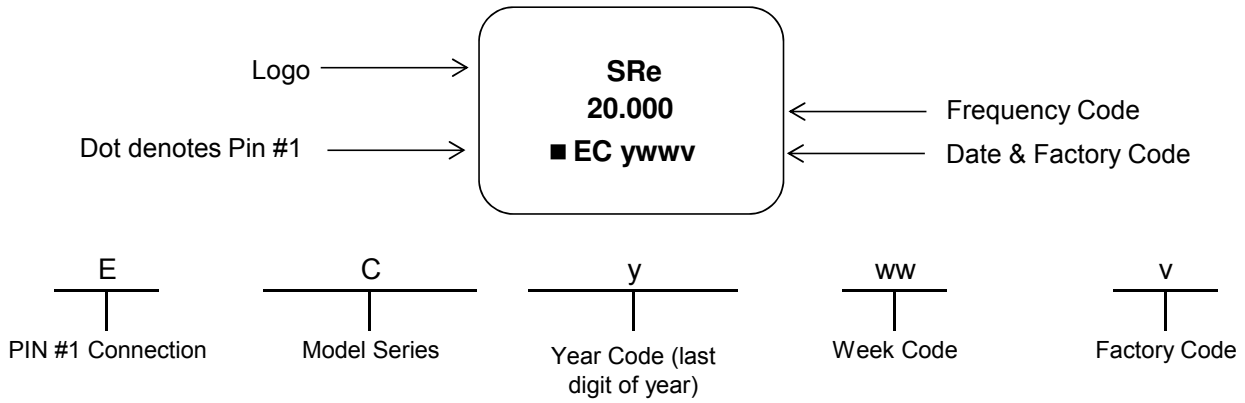 Logo
SRe
20.000
Frequency Code
Dot denotes Pin #1
■ EC ywwv
Date & Factory Code
E
C
y
ww
v
PIN #1 Connection
Model Series
Year Code (last
digit of year)
Week Code
Factory Code